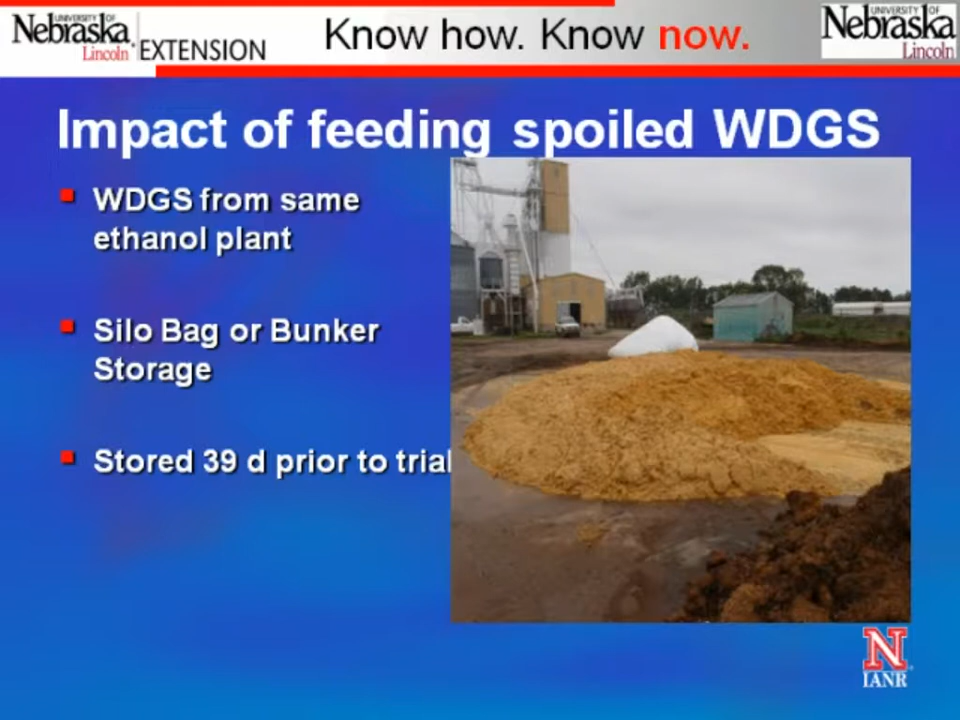 UNIVERSITY OF
Nebraska
Lincoln
EXTENSION
Know how. Know now.
UNIVERSITY OF
Nebraska
Lincoln
Impact of feeding spoiled WDGS
WDGS from same
ethanol plant
Silo Bag or Bunker
Storage
Stored 39 d prior to trial
N
IANR